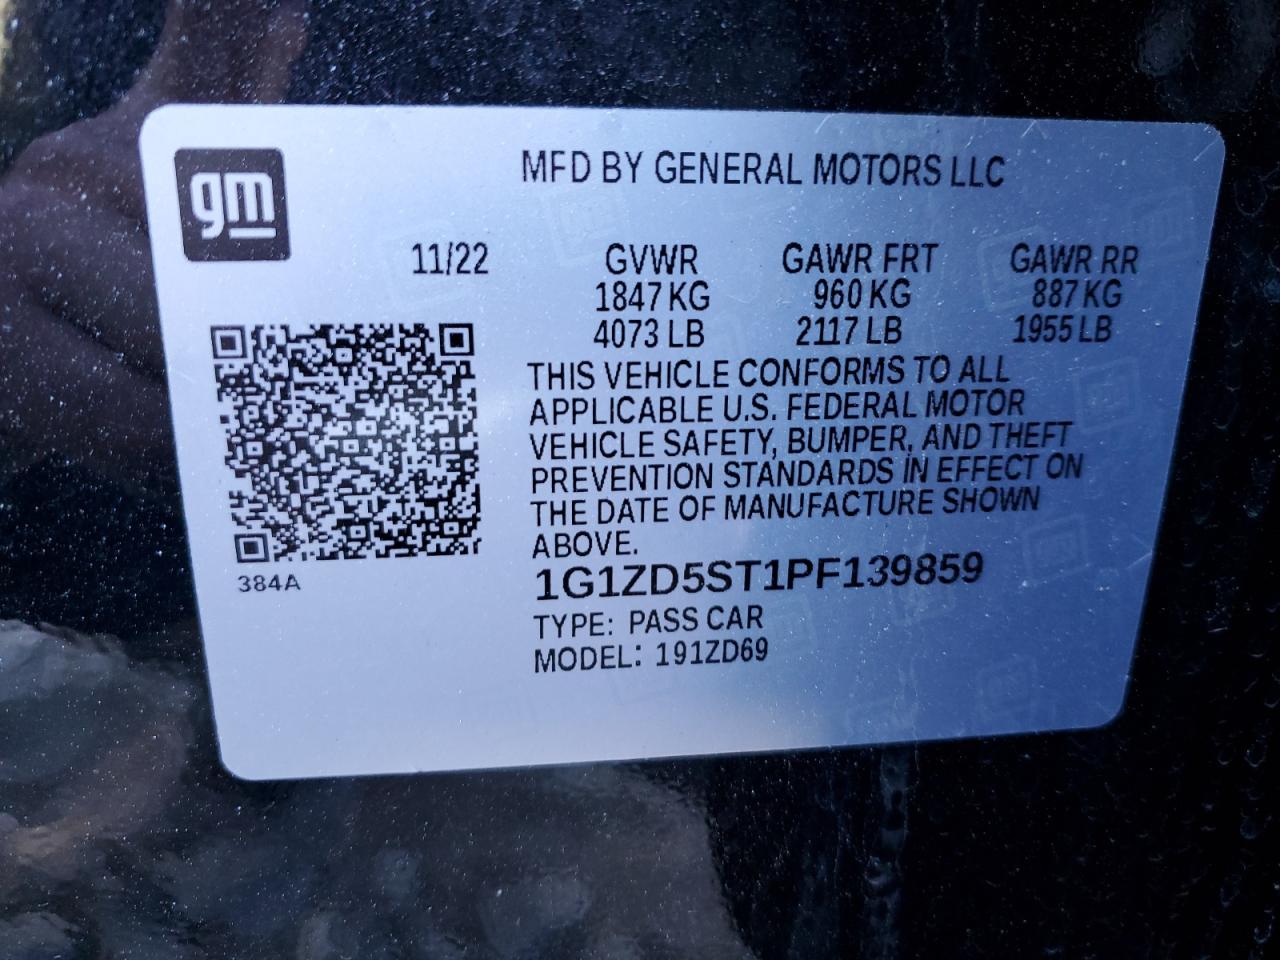 gm
MFD BY GENERAL MOTORS LLC
11/22 GVWR GAWR FRT GAWR RR
1847 KG 960 KG 887 KG
4073 LB 2117 LB 1955 LB
THIS VEHICLE CONFORMS TO ALL
APPLICABLE U.S. FEDERAL MOTOR
VEHICLE SAFETY, BUMPER, AND THEFT
PREVENTION STANDARDS IN EFFECT ON
THE DATE OF MANUFACTURE SHOWN
ABOVE.
384A
1G1ZD5ST1PF139859
TYPE: PASS CAR
MODEL: 191ZD69